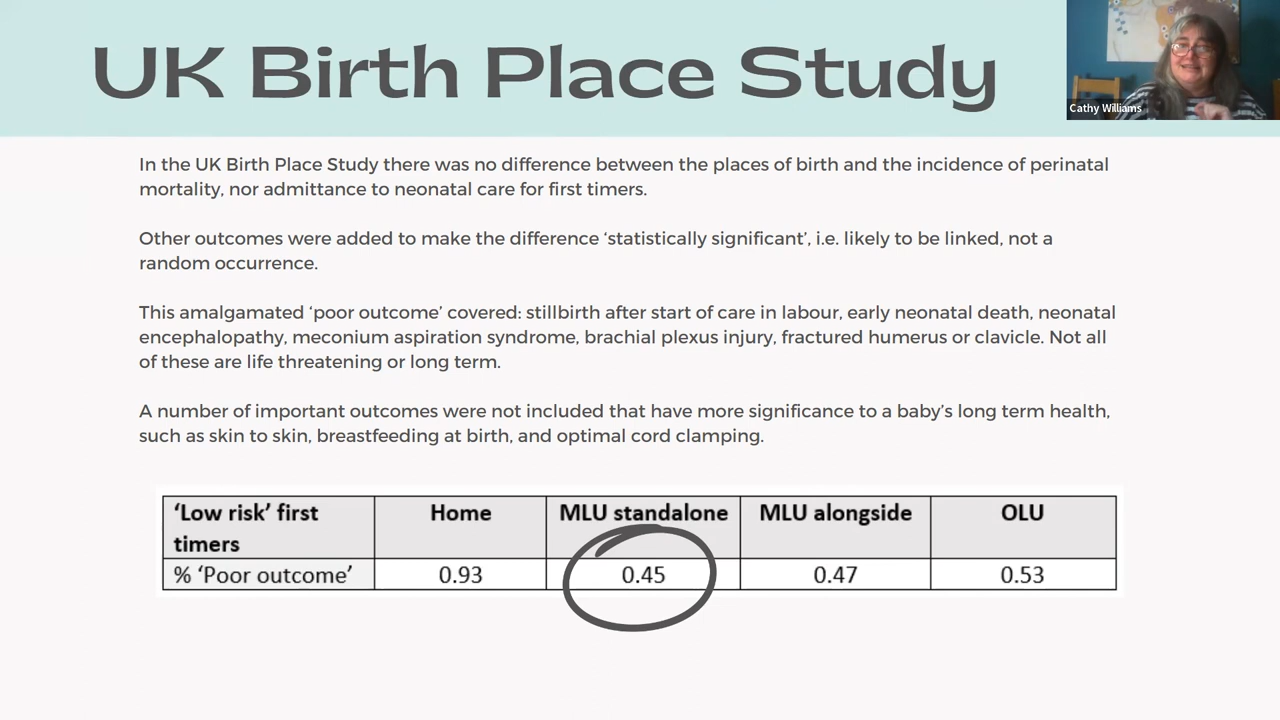 UK Birth Place Study
Cathy Williams
In the UK Birth Place Study there was no difference between the places of birth and the incidence of perinatal
mortality, nor admittance to neonatal care for first timers.
Other outcomes were added to make the difference ‘statistically significant’, i.e. likely to be linked, not a
random occurrence.
This amalgamated ‘poor outcome’ covered: stillbirth after start of care in labour, early neonatal death, neonatal
encephalopathy, meconium aspiration syndrome, brachial plexus injury, fractured humerus or clavicle. Not all
of these are life threatening or long term.
A number of important outcomes were not included that have more significance to a baby’s long term health,
such as skin to skin, breastfeeding at birth, and optimal cord clamping.
‘Low risk’ first Home MLU standalone MLU alongside OLU
timers
% ‘Poor outcome’ 0.93 0.45 0.47 0.53